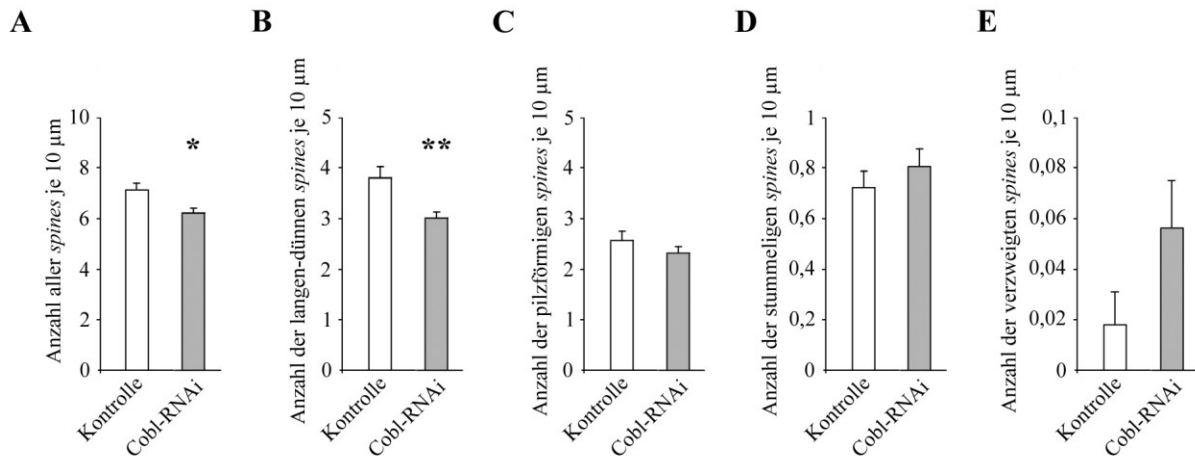 A
Anzahl aller spines je 10 µm
10
8
6
4
2
0
*
Kontrolle
Cobl-RNAi
B
Anzahl der langen-dünnen spines je 10 µm
5
4
3
2
1
0
**
Kontrolle
Cobl-RNAi
C
Anzahl der pilzförmigen spines je 10 µm
5
4
3
2
1
0
Kontrolle
Cobl-RNAi
D
Anzahl der stummeligen spines je 10 µm
1
0,8
0,6
0,4
0,2
0
Kontrolle
Cobl-RNAi
E
Anzahl der verzweigten spines je 10 µm
0,1
0,08
0,06
0,04
0,02
0
Kontrolle
Cobl-RNAi